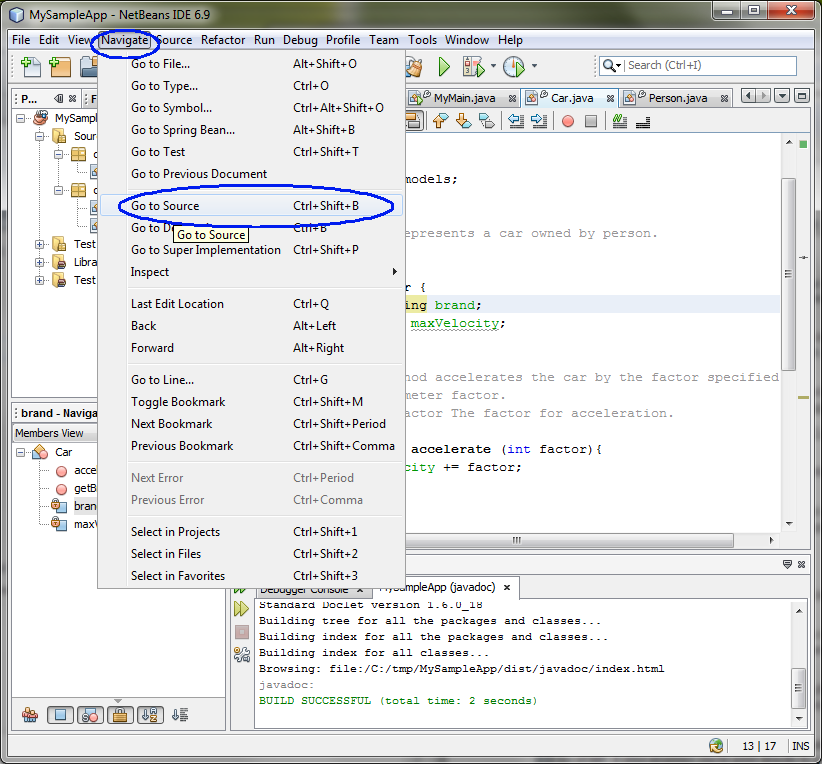 MySampleApp - NetBeans IDE 6.9
File Edit View Navigate Source Refactor Run Debug Profile Team Tools Window Help
Search (Ctrl+I)
P... F
MyMain.java Car.java Person.java
MySampl
Sour
Test
Libra
Test
Go to File... Alt+Shift+O
Go to Type... Ctrl+O
Go to Symbol... Ctrl+Alt+Shift+O
Go to Spring Bean... Alt+Shift+B
Go to Test Ctrl+Shift+T
Go to Previous Document
Go to Source Ctrl+Shift+B
Go to D Ctrl+B
Go to Source
Go to Super Implementation Ctrl+Shift+P
Inspect
Last Edit Location Ctrl+Q
Back Alt+Left
Forward Alt+Right
Go to Line... Ctrl+G
Toggle Bookmark Ctrl+Shift+M
Next Bookmark Ctrl+Shift+Period
Previous Bookmark Ctrl+Shift+Comma
Next Error Ctrl+Period
Previous Error Ctrl+Comma
Select in Projects Ctrl+Shift+1
Select in Files Ctrl+Shift+2
Select in Favorites Ctrl+Shift+3
models;
epresents a car owned by person.
r {
ing brand;
maxVelocity;
hod accelerates the car by the factor specified
meter factor.
actor The factor for acceleration.
accelerate (int factor){
city += factor;
brand - Naviga
Members View
Car
acce
getB
bran
maxV
Debugger Console MySampleApp (javadoc)
Standard Doclet version 1.6.0_18
Building tree for all the packages and classes...
Building index for all the packages and classes...
Building index for all classes...
Browsing: file:/C:/tmp/MySampleApp/dist/javadoc/index.html
javadoc:
BUILD SUCCESSFUL (total time: 2 seconds)
13 | 17 INS